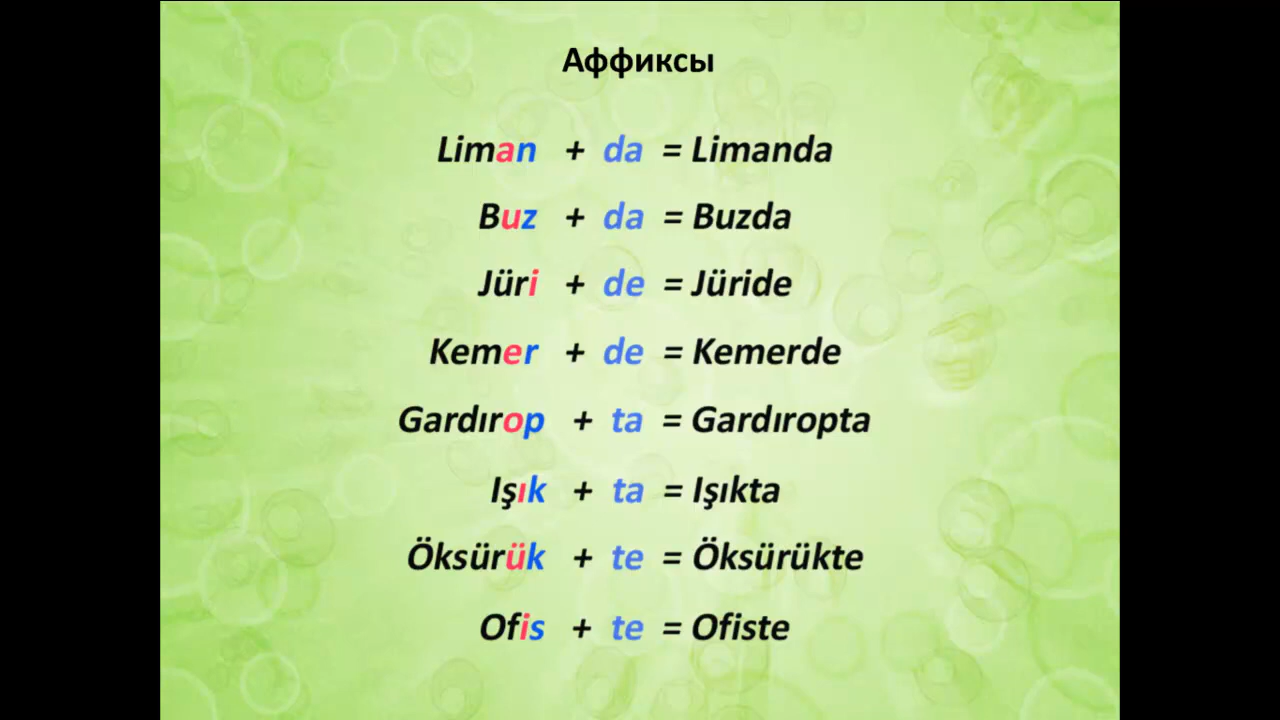 Аффиксы
Liman + da = Limanda
Buz + da = Buzda
Jüri + de = Jüride
Kemer + de = Kemerde
Gardırop + ta = Gardıropta
Işık + ta = Işıkta
Öksürük + te = Öksürükte
Ofis + te = Ofiste